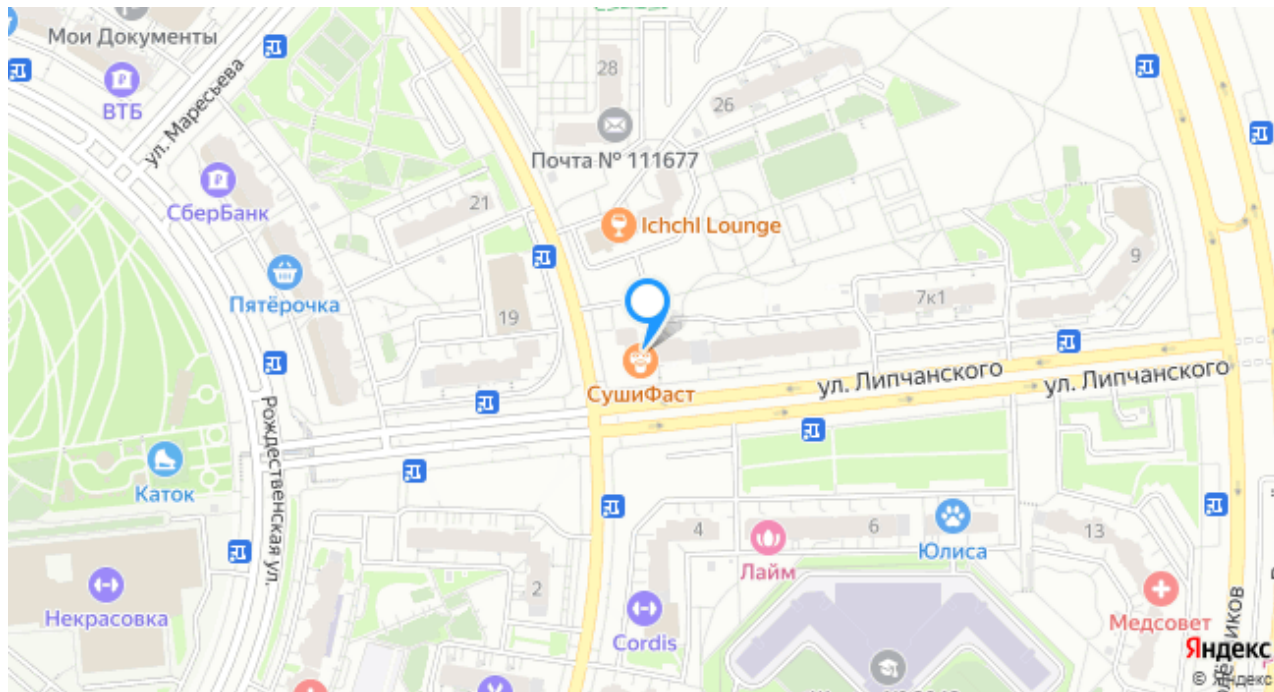 Мои Документы
ВТБ
ул. Маресьева
28
26
Почта № 111677
СберБанк
21
Ichchl Lounge
9
Пятёрочка
19
7к1
СушиФаст
ул. Липчанского
ул. Липчанского
Рождественская ул.
Каток
4
6
Юлиса
13
Лайм
2
Некрасовка
Cordis
Медсовет
Яндекс
© Яндекс